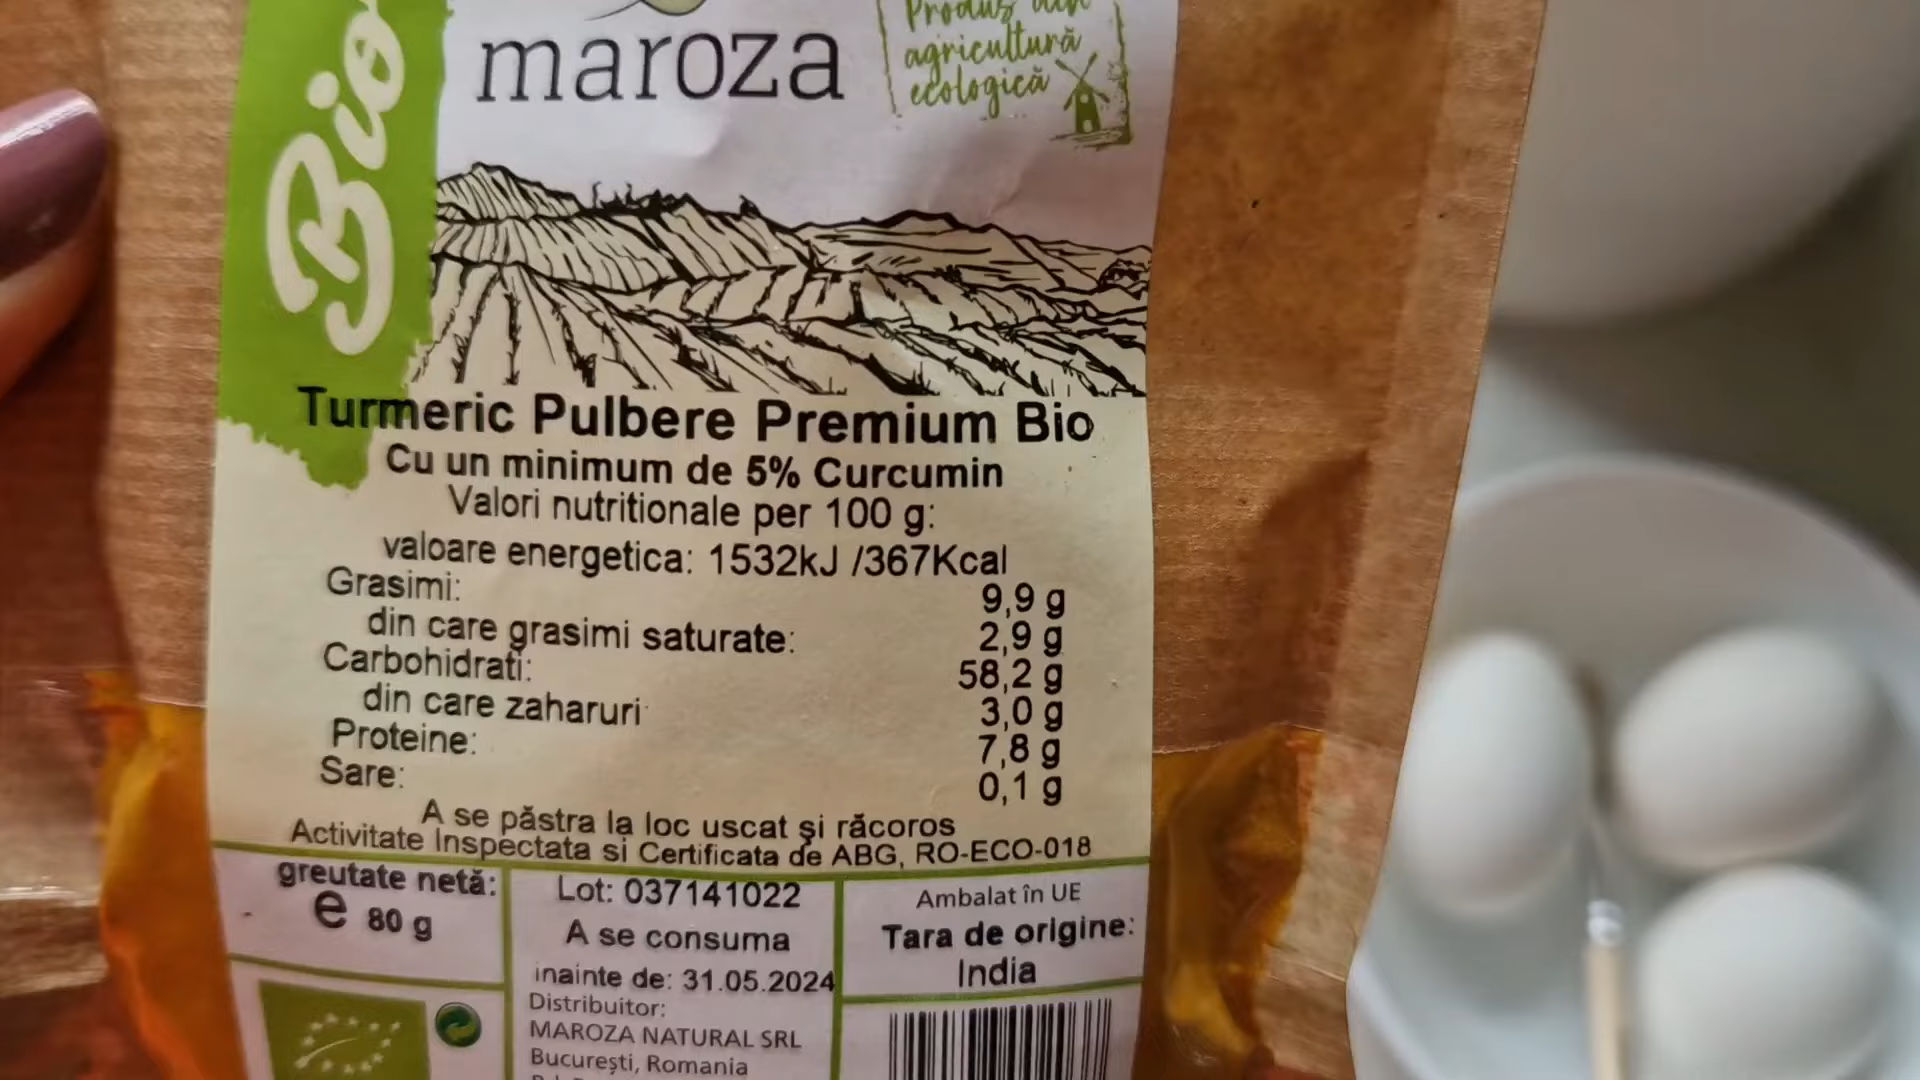 Bio
maroza
Produs din
agricultură
ecologică
Turmeric Pulbere Premium Bio
Cu un minimum de 5% Curcumin
Valori nutritionale per 100 g:
valoare energetica: 1532kJ /367Kcal
Grasimi: 9,9 g
din care grasimi saturate: 2,9 g
Carbohidrati: 58,2 g
din care zaharuri 3,0 g
Proteine: 7,8 g
Sare: 0,1 g
A se păstra la loc uscat şi răcoros
Activitate Inspectata si Certificata de ABG, RO-ECO-018
greutate netă:
e 80 g
Lot: 037141022
A se consuma
inainte de: 31.05.2024
Distribuitor:
MAROZA NATURAL SRL
Bucureşti, Romania
Ambalat în UE
Tara de origine:
India